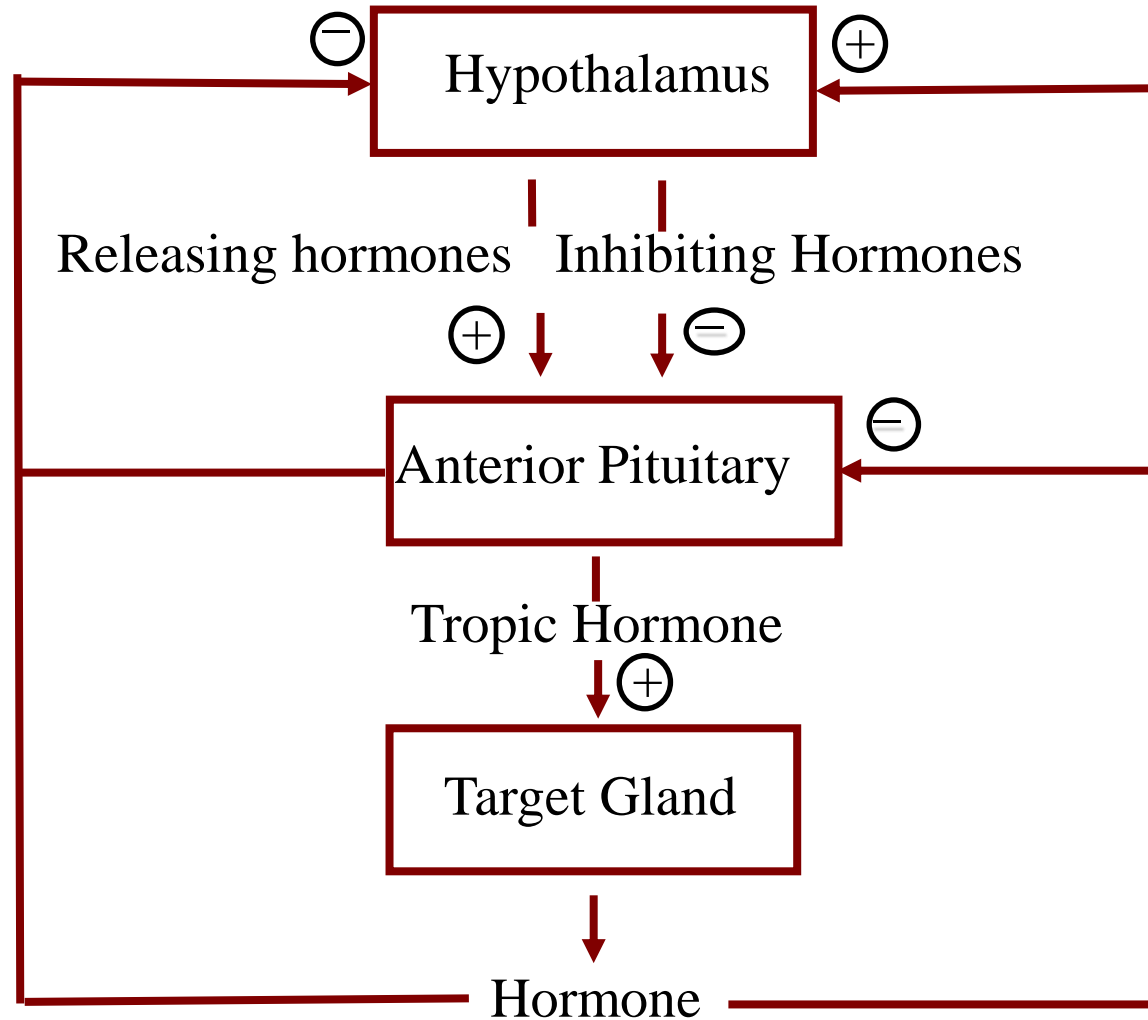 − Hypothalamus +
Releasing hormones Inhibiting Hormones
+ −
−
Anterior Pituitary
Tropic Hormone
+
Target Gland
Hormone